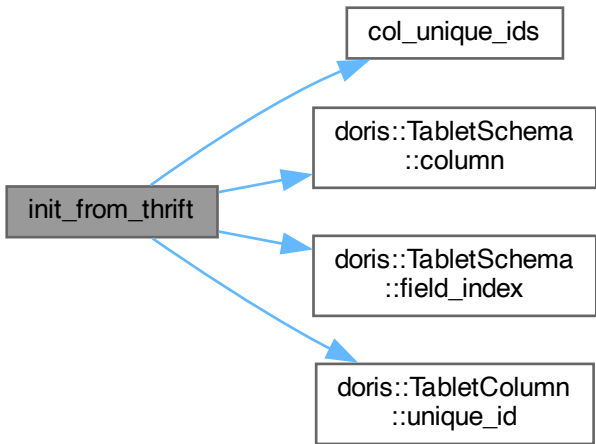 init_from_thrift
col_unique_ids
doris::TabletSchema
::column
doris::TabletSchema
::field_index
doris::TabletColumn
::unique_id